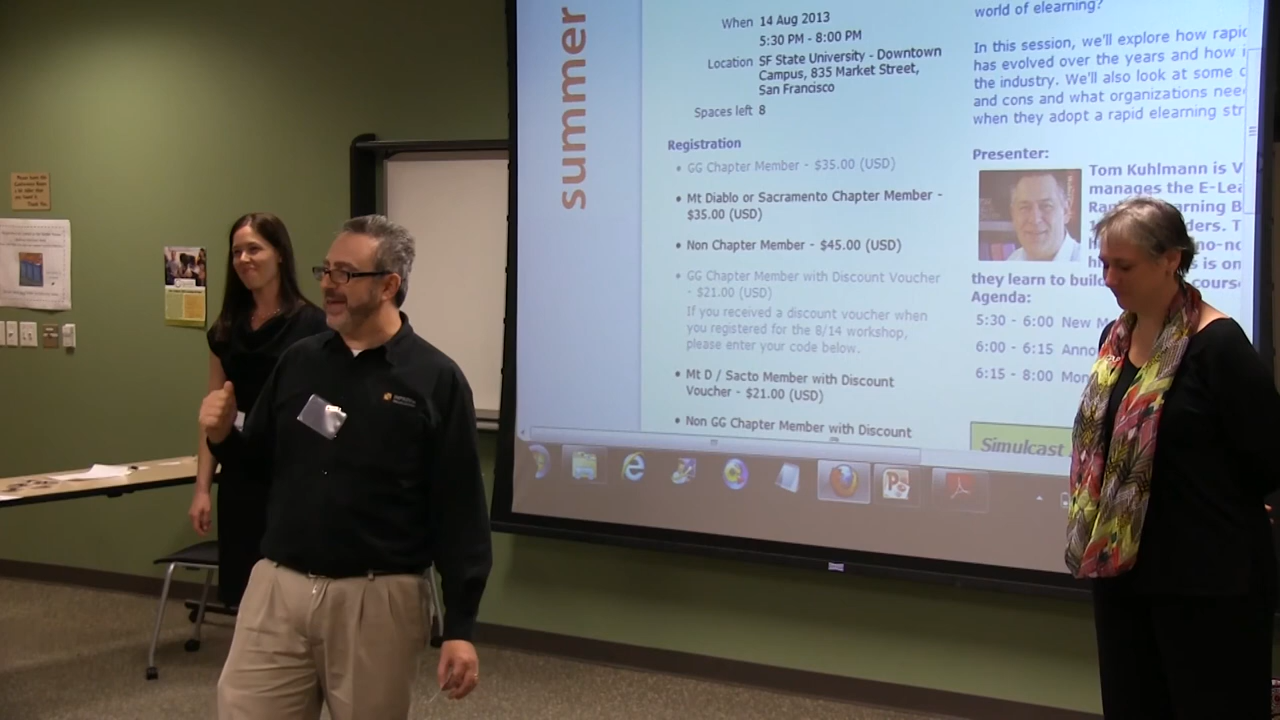 summer
When 14 Aug 2013
5:30 PM - 8:00 PM
Location SF State University - Downtown
Campus, 835 Market Street,
San Francisco
Spaces left 8
Registration
• GG Chapter Member - $35.00 (USD)
• Mt Diablo or Sacramento Chapter Member -
$35.00 (USD)
• Non Chapter Member - $45.00 (USD)
• GG Chapter Member with Discount Voucher
- $21.00 (USD)
If you received a discount voucher when
you registered for the 8/14 workshop,
please enter your code below.
• Mt D / Sacto Member with Discount
Voucher - $21.00 (USD)
• Non GG Chapter Member with Discount
world of elearning?
In this session, we'll explore how rapid
has evolved over the years and how i
the industry. We'll also look at some
and cons and what organizations need
when they adopt a rapid elearning str
Presenter:
Tom Kuhlmann is V
manages the E-Lea
arning B
ders. T
no-no
s is on
they learn to build cours
Agenda:
5:30 - 6:00 New M
6:00 - 6:15 Anno
6:15 - 8:00 Mon
Simulcast